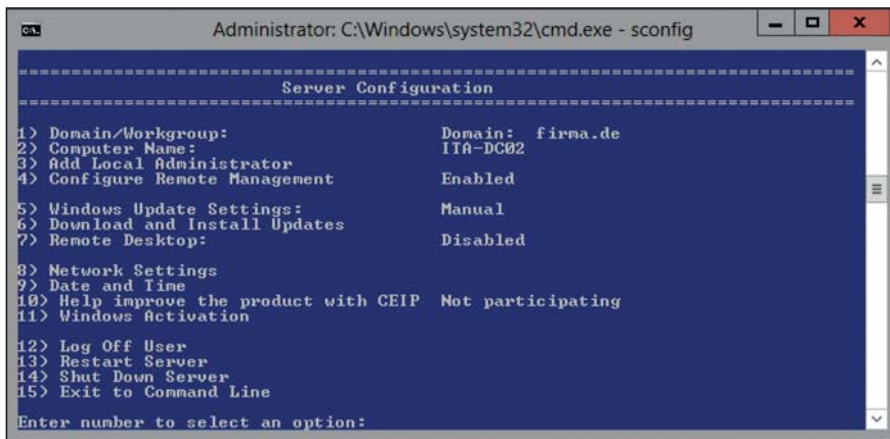 Administrator: C:\Windows\system32\cmd.exe - sconfig
===============================================================================
Server Configuration
===============================================================================
1) Domain/Workgroup: Domain: firma.de
2) Computer Name: ITA-DC02
3) Add Local Administrator
4) Configure Remote Management Enabled
5) Windows Update Settings: Manual
6) Download and Install Updates
7) Remote Desktop: Disabled
8) Network Settings
9) Date and Time
10) Help improve the product with CEIP Not participating
11) Windows Activation
12) Log Off User
13) Restart Server
14) Shut Down Server
15) Exit to Command Line
Enter number to select an option: